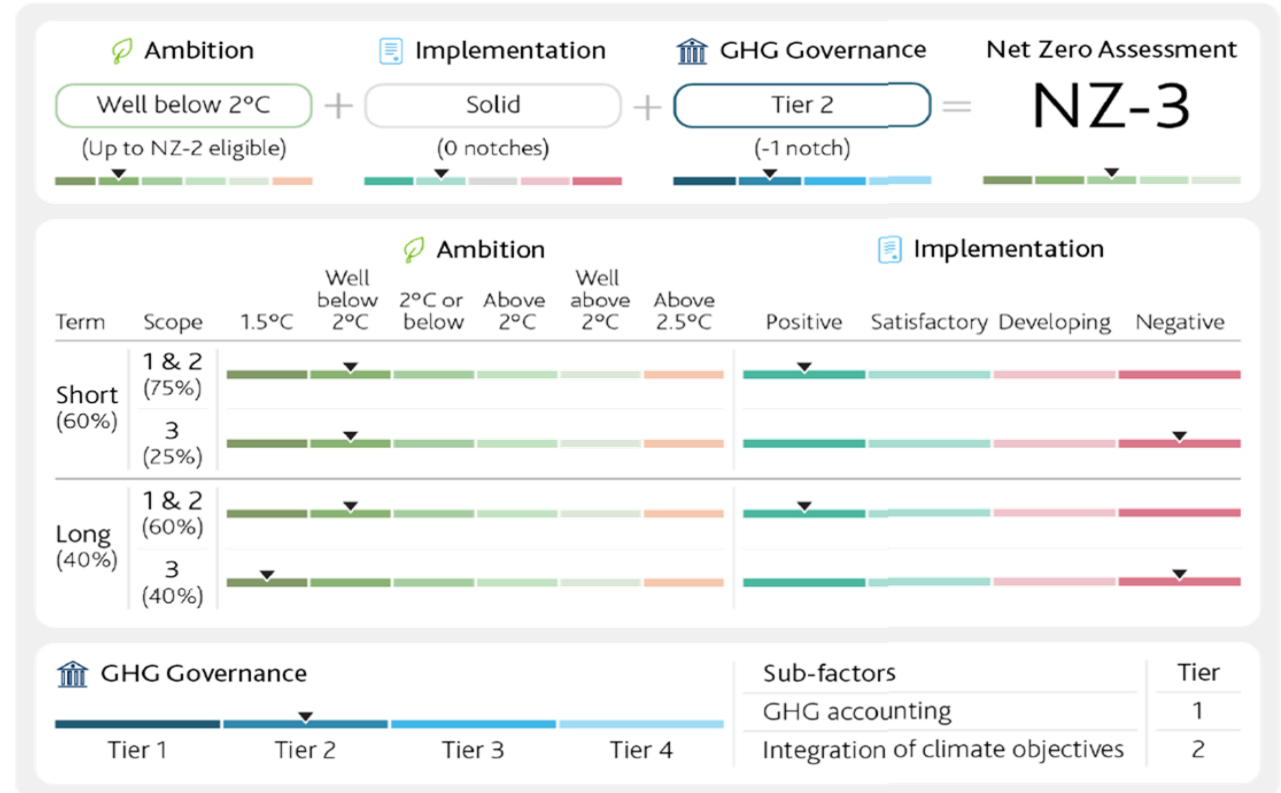 Ambition Implementation GHG Governance Net Zero Assessment
Well below 2°C + Solid + Tier 2 = NZ-3
(Up to NZ-2 eligible) (0 notches) (-1 notch)
Ambition Implementation
Term Scope 1.5°C Well below 2°C 2°C or below Above 2°C Well above 2°C Above 2.5°C Positive Satisfactory Developing Negative
Short (60%)
1 & 2
(75%)
3
(25%)
Long (40%)
1 & 2
(60%)
3
(40%)
GHG Governance
Tier 1 Tier 2 Tier 3 Tier 4
Sub-factors Tier
GHG accounting 1
Integration of climate objectives 2